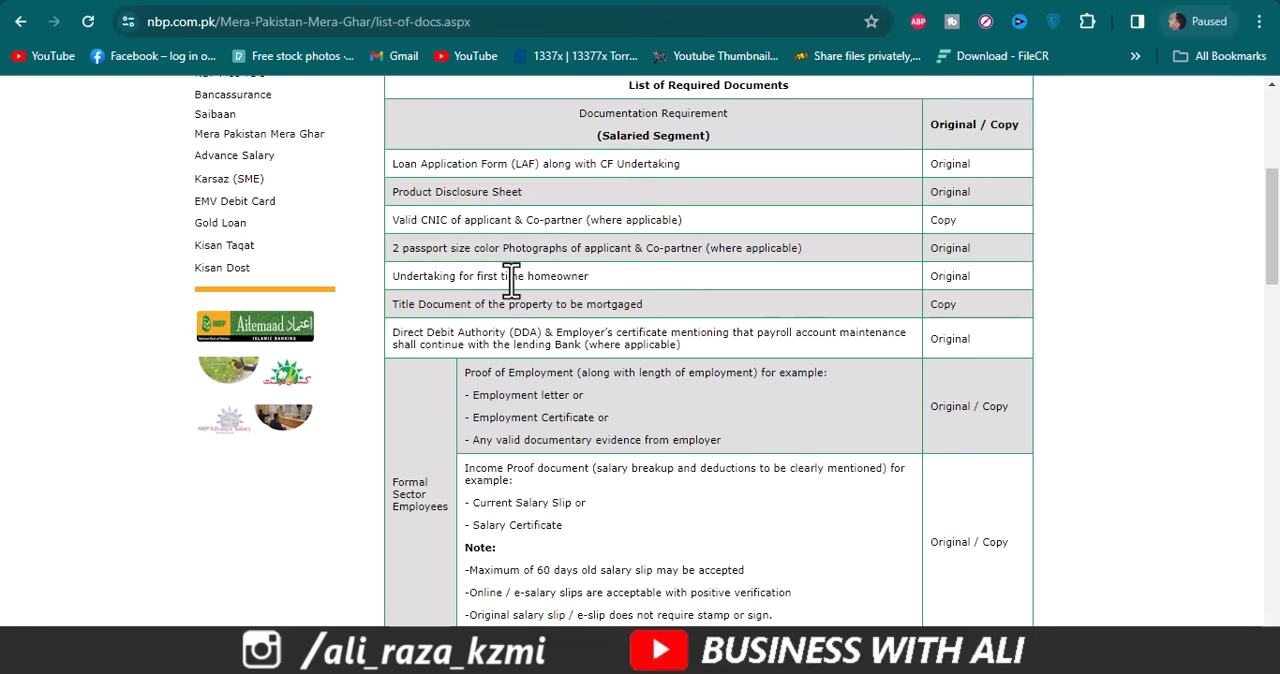 nbp.com.pk/Mera-Pakistan-Mera-Ghar/list-of-docs.aspx
ABP
tb
Paused
YouTube
Facebook – log in o...
Free stock photos -...
Gmail
YouTube
1337x | 13377x Torr...
Youtube Thumbnail...
Share files privately,...
Download - FileCR
»
All Bookmarks
Bancassurance
Saibaan
Mera Pakistan Mera Ghar
Advance Salary
Karsaz (SME)
EMV Debit Card
Gold Loan
Kisan Taqat
Kisan Dost
NBP Aitemaad اعتماد
ISLAMIC BANKING
List of Required Documents
Documentation Requirement
(Salaried Segment)
Original / Copy
Loan Application Form (LAF) along with CF Undertaking
Original
Product Disclosure Sheet
Original
Valid CNIC of applicant & Co-partner (where applicable)
Copy
2 passport size color Photographs of applicant & Co-partner (where applicable)
Original
Undertaking for first time homeowner
Original
Title Document of the property to be mortgaged
Copy
Direct Debit Authority (DDA) & Employer's certificate mentioning that payroll account maintenance
shall continue with the lending Bank (where applicable)
Original
Formal
Sector
Employees
Proof of Employment (along with length of employment) for example:
- Employment letter or
- Employment Certificate or
- Any valid documentary evidence from employer
Original / Copy
Income Proof document (salary breakup and deductions to be clearly mentioned) for
example:
- Current Salary Slip or
- Salary Certificate
Note:
-Maximum of 60 days old salary slip may be accepted
-Online / e-salary slips are acceptable with positive verification
-Original salary slip / e-slip does not require stamp or sign.
Original / Copy
/ali_raza_kzmi
BUSINESS WITH ALI